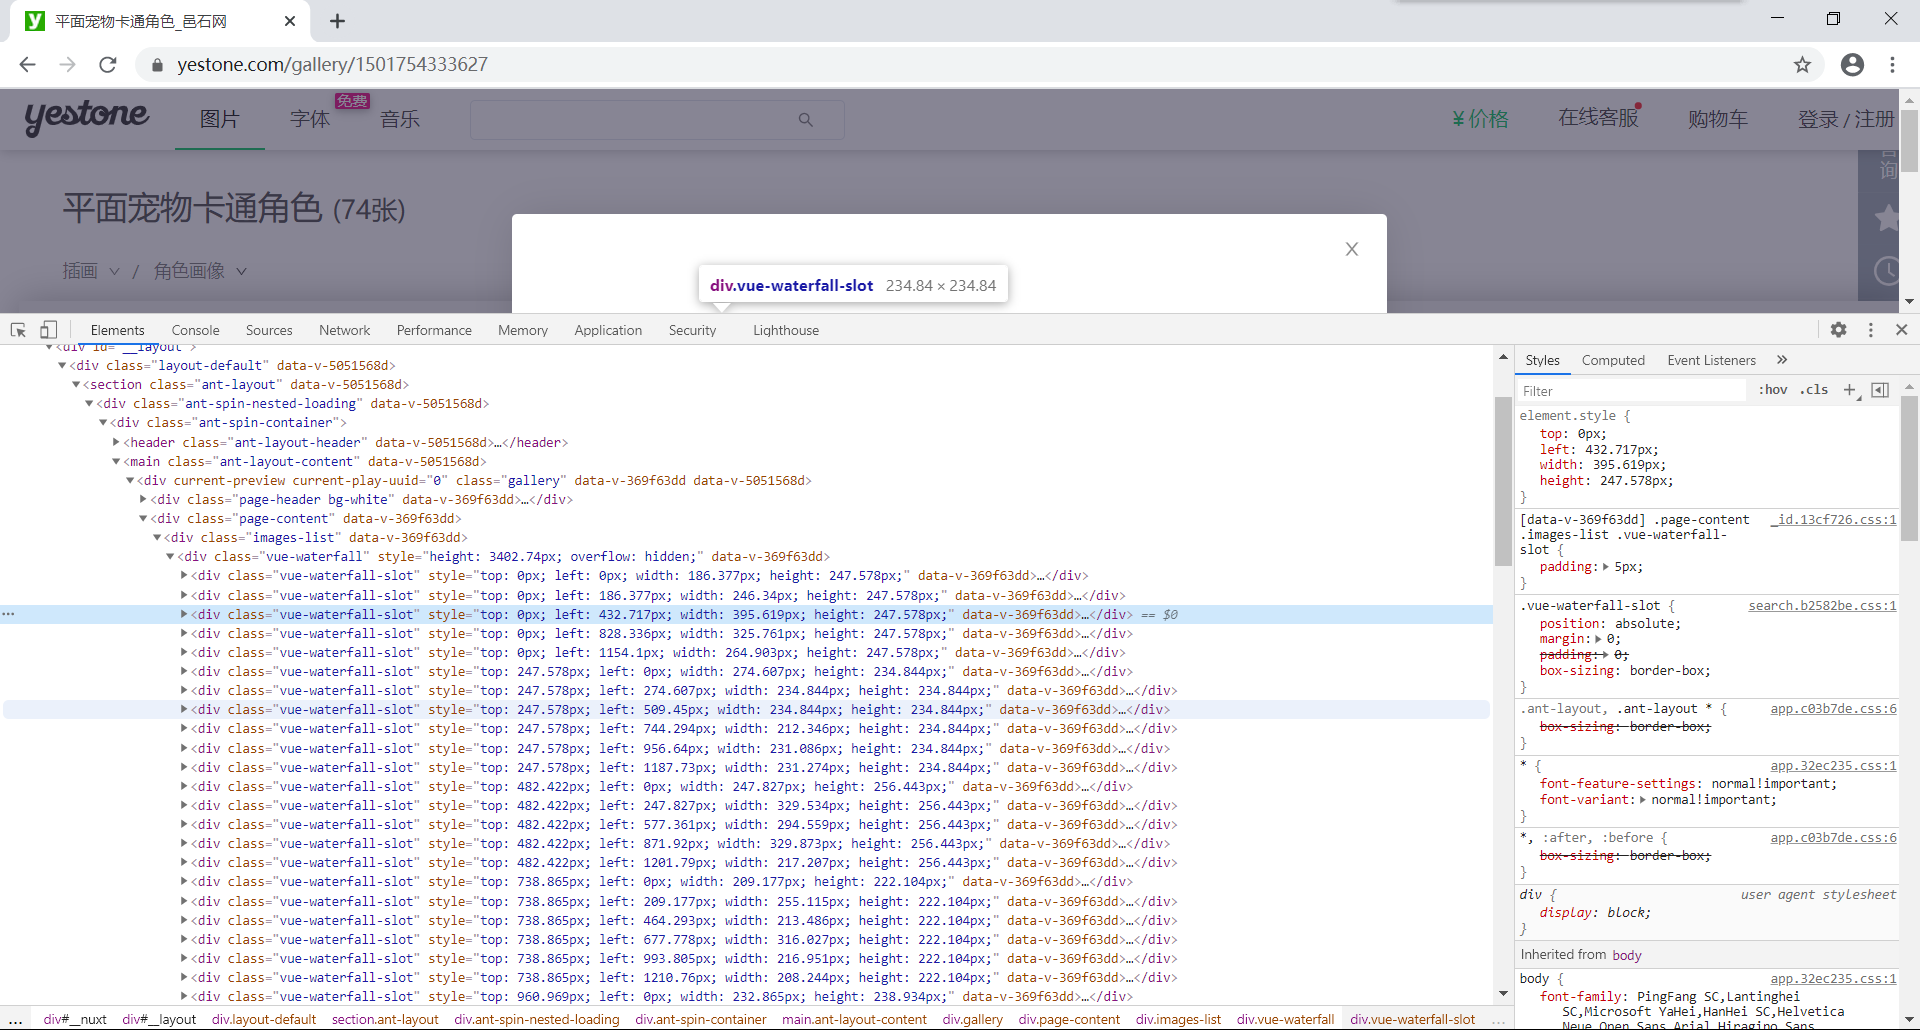 平面宠物卡通角色_邑石网
yestone.com/gallery/1501754333627
yestone
图片
字体
免费
音乐
¥价格
在线客服
购物车
登录 / 注册
咨询
平面宠物卡通角色 (74张)
插画 / 角色画像
div.vue-waterfall-slot 234.84 × 234.84
Elements Console Sources Network Performance Memory Application Security Lighthouse
<div id="__layout">
<div class="layout-default" data-v-5051568d>
<section class="ant-layout" data-v-5051568d>
<div class="ant-spin-nested-loading" data-v-5051568d>
<div class="ant-spin-container">
<header class="ant-layout-header" data-v-5051568d>…</header>
<main class="ant-layout-content" data-v-5051568d>
<div current-preview current-play-uuid="0" class="gallery" data-v-369f63dd data-v-5051568d>
<div class="page-header bg-white" data-v-369f63dd>…</div>
<div class="page-content" data-v-369f63dd>
<div class="images-list" data-v-369f63dd>
<div class="vue-waterfall" style="height: 3402.74px; overflow: hidden;" data-v-369f63dd>
<div class="vue-waterfall-slot" style="top: 0px; left: 0px; width: 186.377px; height: 247.578px;" data-v-369f63dd>…</div>
<div class="vue-waterfall-slot" style="top: 0px; left: 186.377px; width: 246.34px; height: 247.578px;" data-v-369f63dd>…</div>
<div class="vue-waterfall-slot" style="top: 0px; left: 432.717px; width: 395.619px; height: 247.578px;" data-v-369f63dd>…</div> == $0
<div class="vue-waterfall-slot" style="top: 0px; left: 828.336px; width: 325.761px; height: 247.578px;" data-v-369f63dd>…</div>
<div class="vue-waterfall-slot" style="top: 0px; left: 1154.1px; width: 264.903px; height: 247.578px;" data-v-369f63dd>…</div>
<div class="vue-waterfall-slot" style="top: 247.578px; left: 0px; width: 274.607px; height: 234.844px;" data-v-369f63dd>…</div>
<div class="vue-waterfall-slot" style="top: 247.578px; left: 274.607px; width: 234.844px; height: 234.844px;" data-v-369f63dd>…</div>
<div class="vue-waterfall-slot" style="top: 247.578px; left: 509.45px; width: 234.844px; height: 234.844px;" data-v-369f63dd>…</div>
<div class="vue-waterfall-slot" style="top: 247.578px; left: 744.294px; width: 212.346px; height: 234.844px;" data-v-369f63dd>…</div>
<div class="vue-waterfall-slot" style="top: 247.578px; left: 956.64px; width: 231.086px; height: 234.844px;" data-v-369f63dd>…</div>
<div class="vue-waterfall-slot" style="top: 247.578px; left: 1187.73px; width: 231.274px; height: 234.844px;" data-v-369f63dd>…</div>
<div class="vue-waterfall-slot" style="top: 482.422px; left: 0px; width: 247.827px; height: 256.443px;" data-v-369f63dd>…</div>
<div class="vue-waterfall-slot" style="top: 482.422px; left: 247.827px; width: 329.534px; height: 256.443px;" data-v-369f63dd>…</div>
<div class="vue-waterfall-slot" style="top: 482.422px; left: 577.361px; width: 294.559px; height: 256.443px;" data-v-369f63dd>…</div>
<div class="vue-waterfall-slot" style="top: 482.422px; left: 871.92px; width: 329.873px; height: 256.443px;" data-v-369f63dd>…</div>
<div class="vue-waterfall-slot" style="top: 482.422px; left: 1201.79px; width: 217.207px; height: 256.443px;" data-v-369f63dd>…</div>
<div class="vue-waterfall-slot" style="top: 738.865px; left: 0px; width: 209.177px; height: 222.104px;" data-v-369f63dd>…</div>
<div class="vue-waterfall-slot" style="top: 738.865px; left: 209.177px; width: 255.115px; height: 222.104px;" data-v-369f63dd>…</div>
<div class="vue-waterfall-slot" style="top: 738.865px; left: 464.293px; width: 213.486px; height: 222.104px;" data-v-369f63dd>…</div>
<div class="vue-waterfall-slot" style="top: 738.865px; left: 677.778px; width: 316.027px; height: 222.104px;" data-v-369f63dd>…</div>
<div class="vue-waterfall-slot" style="top: 738.865px; left: 993.805px; width: 216.951px; height: 222.104px;" data-v-369f63dd>…</div>
<div class="vue-waterfall-slot" style="top: 738.865px; left: 1210.76px; width: 208.244px; height: 222.104px;" data-v-369f63dd>…</div>
<div class="vue-waterfall-slot" style="top: 960.969px; left: 0px; width: 232.865px; height: 238.934px;" data-v-369f63dd>…</div>
... div#__nuxt div#__layout div.layout-default section.ant-layout div.ant-spin-nested-loading div.ant-spin-container main.ant-layout-content div.gallery div.page-content div.images-list div.vue-waterfall div.vue-waterfall-slot ...
Styles Computed Event Listeners »
Filter :hov .cls +
element.style {
top: 0px;
left: 432.717px;
width: 395.619px;
height: 247.578px;
}
[data-v-369f63dd] .page-content _id.13cf726.css:1
.images-list .vue-waterfall-
slot {
padding: 5px;
}
.vue-waterfall-slot { search.b2582be.css:1
position: absolute;
margin: 0;
padding: 0;
box-sizing: border-box;
}
.ant-layout, .ant-layout * { app.c03b7de.css:6
box-sizing: border-box;
}
* { app.32ec235.css:1
font-feature-settings: normal!important;
font-variant: normal!important;
}
*, :after, :before { app.c03b7de.css:6
box-sizing: border-box;
}
div { user agent stylesheet
display: block;
}
Inherited from body
body { app.32ec235.css:1
font-family: PingFang SC,Lantinghei
SC,Microsoft YaHei,HanHei SC,Helvetica
Neue,Open Sans,Arial,Hiragino Sans